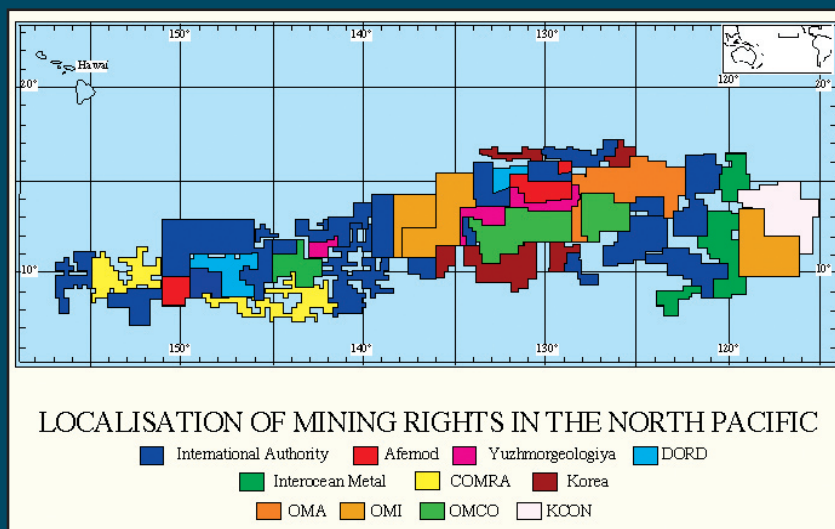 150° 140° 130°
Hawai
20° 120° 20°
10° 10°
150° 140° 130° 120°
LOCALISATION OF MINING RIGHTS IN THE NORTH PACIFIC
International Authority Afernod Yuzhmorgeologiya DORD
Interocean Metal COMRA Korea
OMA OMI OMCO KCON